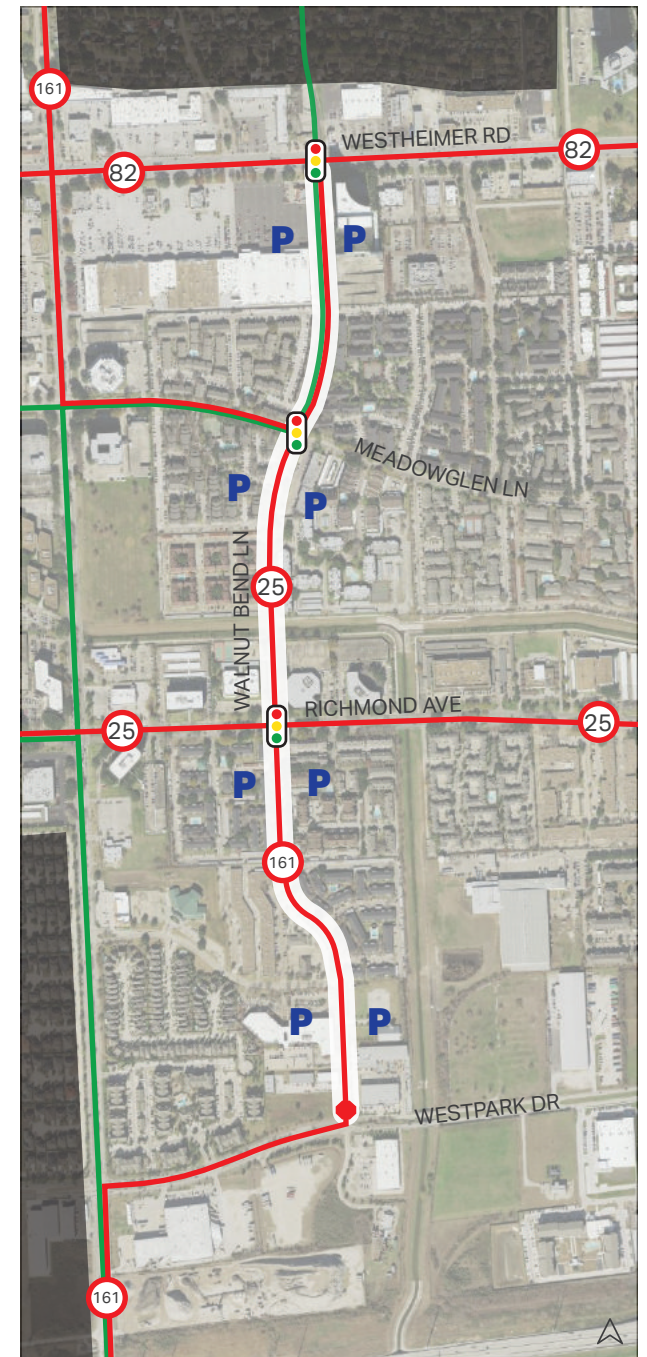 161
WESTHEIMER RD
82
82
P
P
MEADOWGLEN LN
P
P
WALNUT BEND LN
25
RICHMOND AVE
25
25
P
P
161
P
P
WESTPARK DR
161